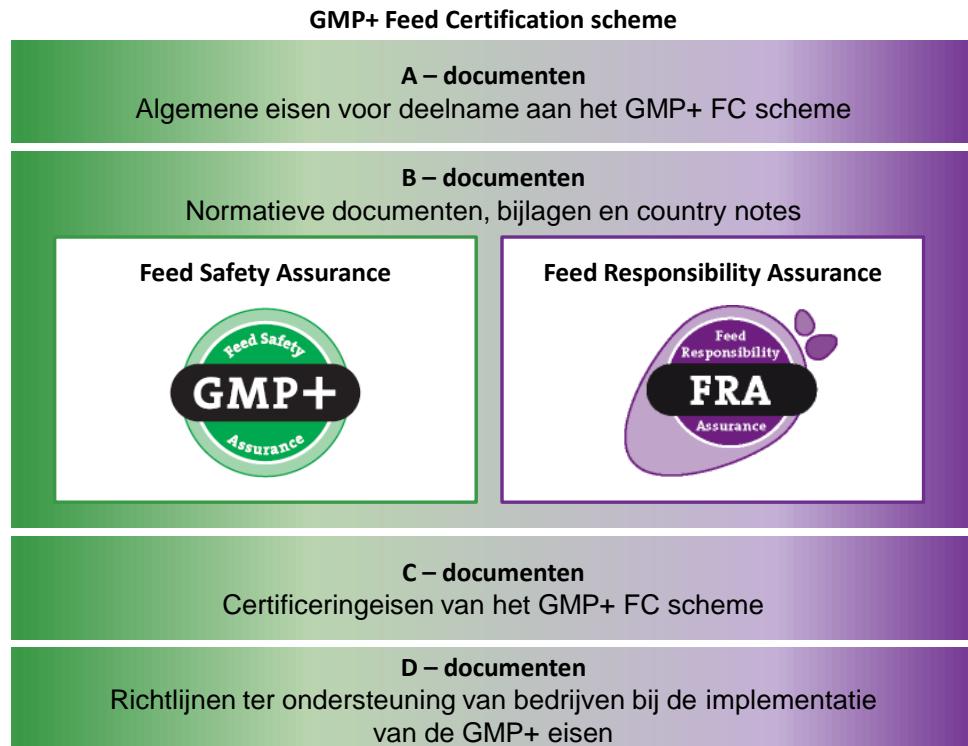 GMP+ Feed Certification scheme
A – documenten
Algemene eisen voor deelname aan het GMP+ FC scheme
B – documenten
Normatieve documenten, bijlagen en country notes
Feed Safety Assurance
Feed Safety
GMP+
Assurance
Feed Responsibility Assurance
Feed
Responsibility
FRA
Assurance
C – documenten
Certificeringeisen van het GMP+ FC scheme
D – documenten
Richtlijnen ter ondersteuning van bedrijven bij de implementatie
van de GMP+ eisen